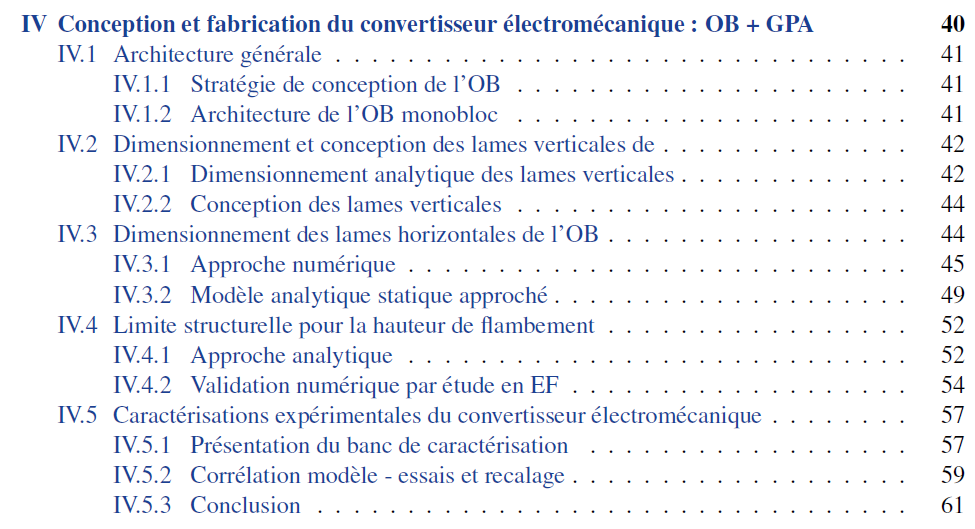 IV Conception et fabrication du convertisseur électromécanique : OB + GPA 40
IV.1 Architecture générale . . . . . . . . . . . . . . . . . . . . . . . . . . . . . . . . 41
IV.1.1 Stratégie de conception de l’OB . . . . . . . . . . . . . . . . . . . . . . 41
IV.1.2 Architecture de l’OB monobloc . . . . . . . . . . . . . . . . . . . . . . 41
IV.2 Dimensionnement et conception des lames verticales de . . . . . . . . . . . . . . 42
IV.2.1 Dimensionnement analytique des lames verticales . . . . . . . . . . . . . 42
IV.2.2 Conception des lames verticales . . . . . . . . . . . . . . . . . . . . . . 44
IV.3 Dimensionnement des lames horizontales de l’OB . . . . . . . . . . . . . . . . . 44
IV.3.1 Approche numérique . . . . . . . . . . . . . . . . . . . . . . . . . . . . 45
IV.3.2 Modèle analytique statique approché . . . . . . . . . . . . . . . . . . . . 49
IV.4 Limite structurelle pour la hauteur de flambement . . . . . . . . . . . . . . . . . 52
IV.4.1 Approche analytique . . . . . . . . . . . . . . . . . . . . . . . . . . . . 52
IV.4.2 Validation numérique par étude en EF . . . . . . . . . . . . . . . . . . . 54
IV.5 Caractérisations expérimentales du convertisseur électromécanique . . . . . . . . 57
IV.5.1 Présentation du banc de caractérisation . . . . . . . . . . . . . . . . . . 57
IV.5.2 Corrélation modèle - essais et recalage . . . . . . . . . . . . . . . . . . . 59
IV.5.3 Conclusion . . . . . . . . . . . . . . . . . . . . . . . . . . . . . . . . . 61